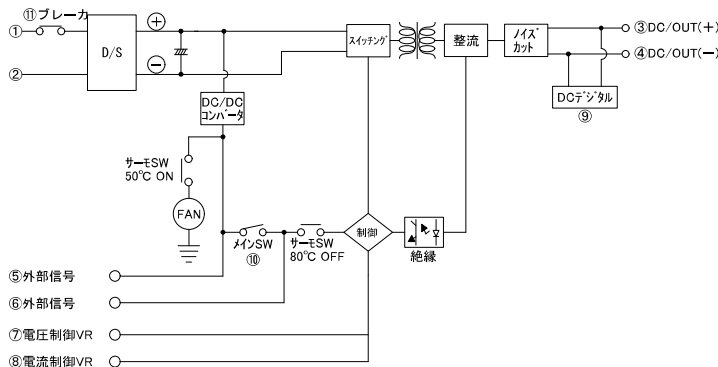 ⑪ブレーカ
①
②
D/S
+
−
スイッチング
整流
ノイズ
カット
③DC/OUT(+)
④DC/OUT(−)
DCデジタル
⑨
DC/DC
コンバータ
サーモSW
50℃ ON
FAN
メインSW
⑩
サーモSW
80℃ OFF
制御
絶縁
⑤外部信号
⑥外部信号
⑦電圧制御VR
⑧電流制御VR